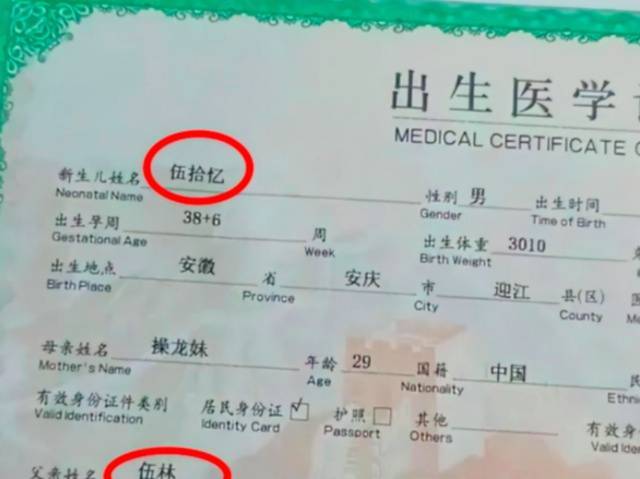 出生医学
MEDICAL CERTIFICATE
新生儿姓名 伍拾忆 性别 男 出生时间
Neonatal Name Gender Time of Birth
出生孕周 38+6 周 出生体重 3010
Gestational Age Week Birth Weight
出生地点 安徽 省 安庆 市 迎江 县(区)
Birth Place Province City County
母亲姓名 操龙妹 年龄 29 国籍 中国
Mother's Name Age Nationality
有效身份证件类别 居民身份证 护照 其他 有效身
Valid Identification Identity Card Passport Others Valid
父亲姓名 伍林